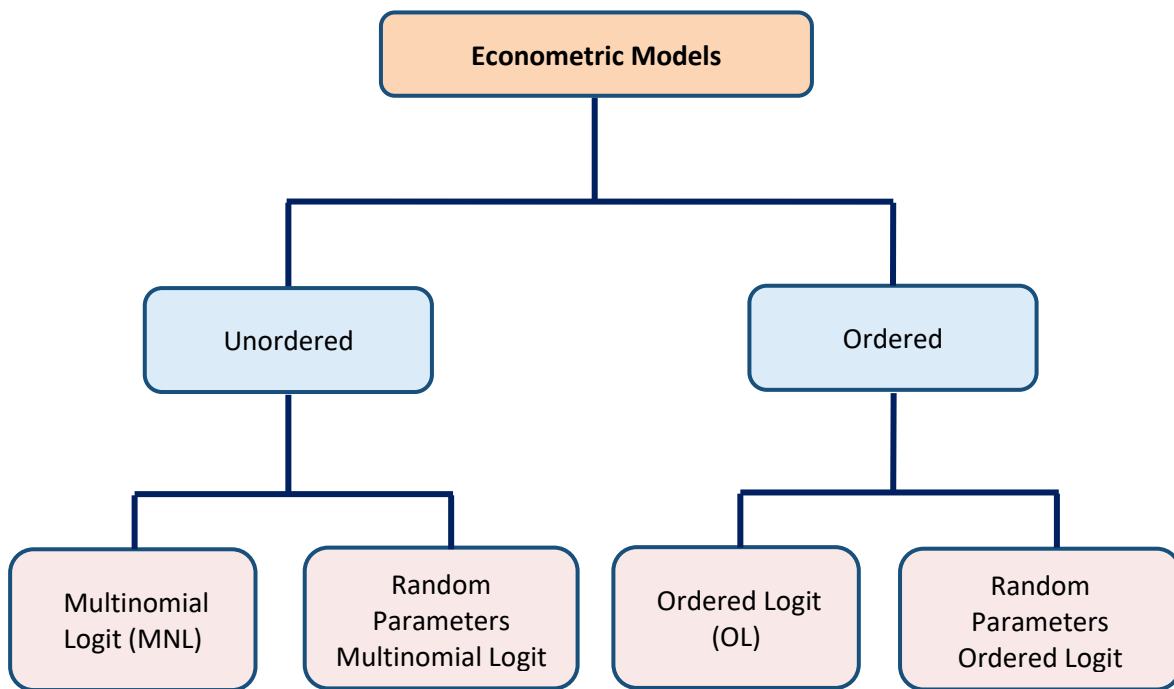 Econometric Models
Unordered
Ordered
Multinomial
Logit (MNL)
Random
Parameters
Multinomial Logit
Ordered Logit
(OL)
Random
Parameters
Ordered Logit